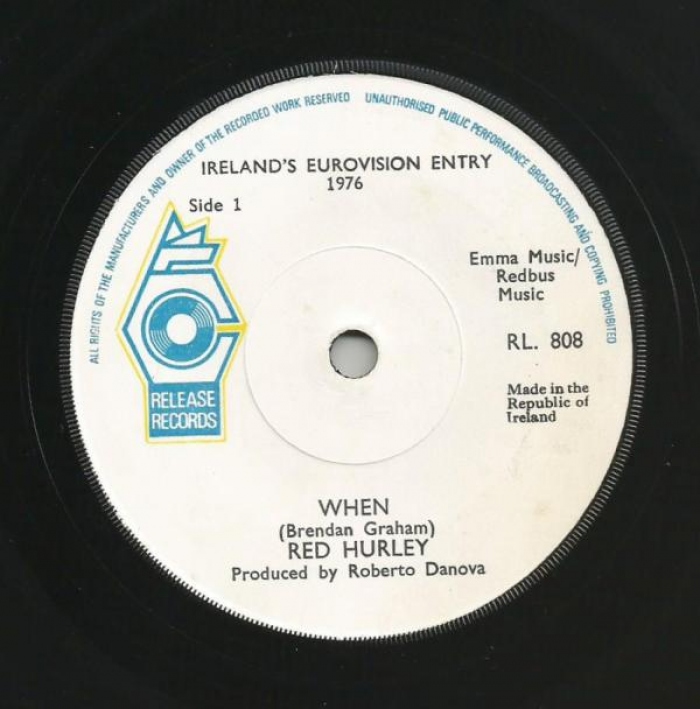 ALL RIGHTS OF THE MANUFACTURERS AND OWNER OF THE RECORDED WORK RESERVED UNAUTHORISED PUBLIC PERFORMANCE BROADCASTING AND COPYING PROHIBITED
IRELAND'S EUROVISION ENTRY
1976
Side 1
Emma Music/
Redbus
Music
RL. 808
Made in the
Republic of
Ireland
RELEASE
RECORDS
WHEN
(Brendan Graham)
RED HURLEY
Produced by Roberto Danova